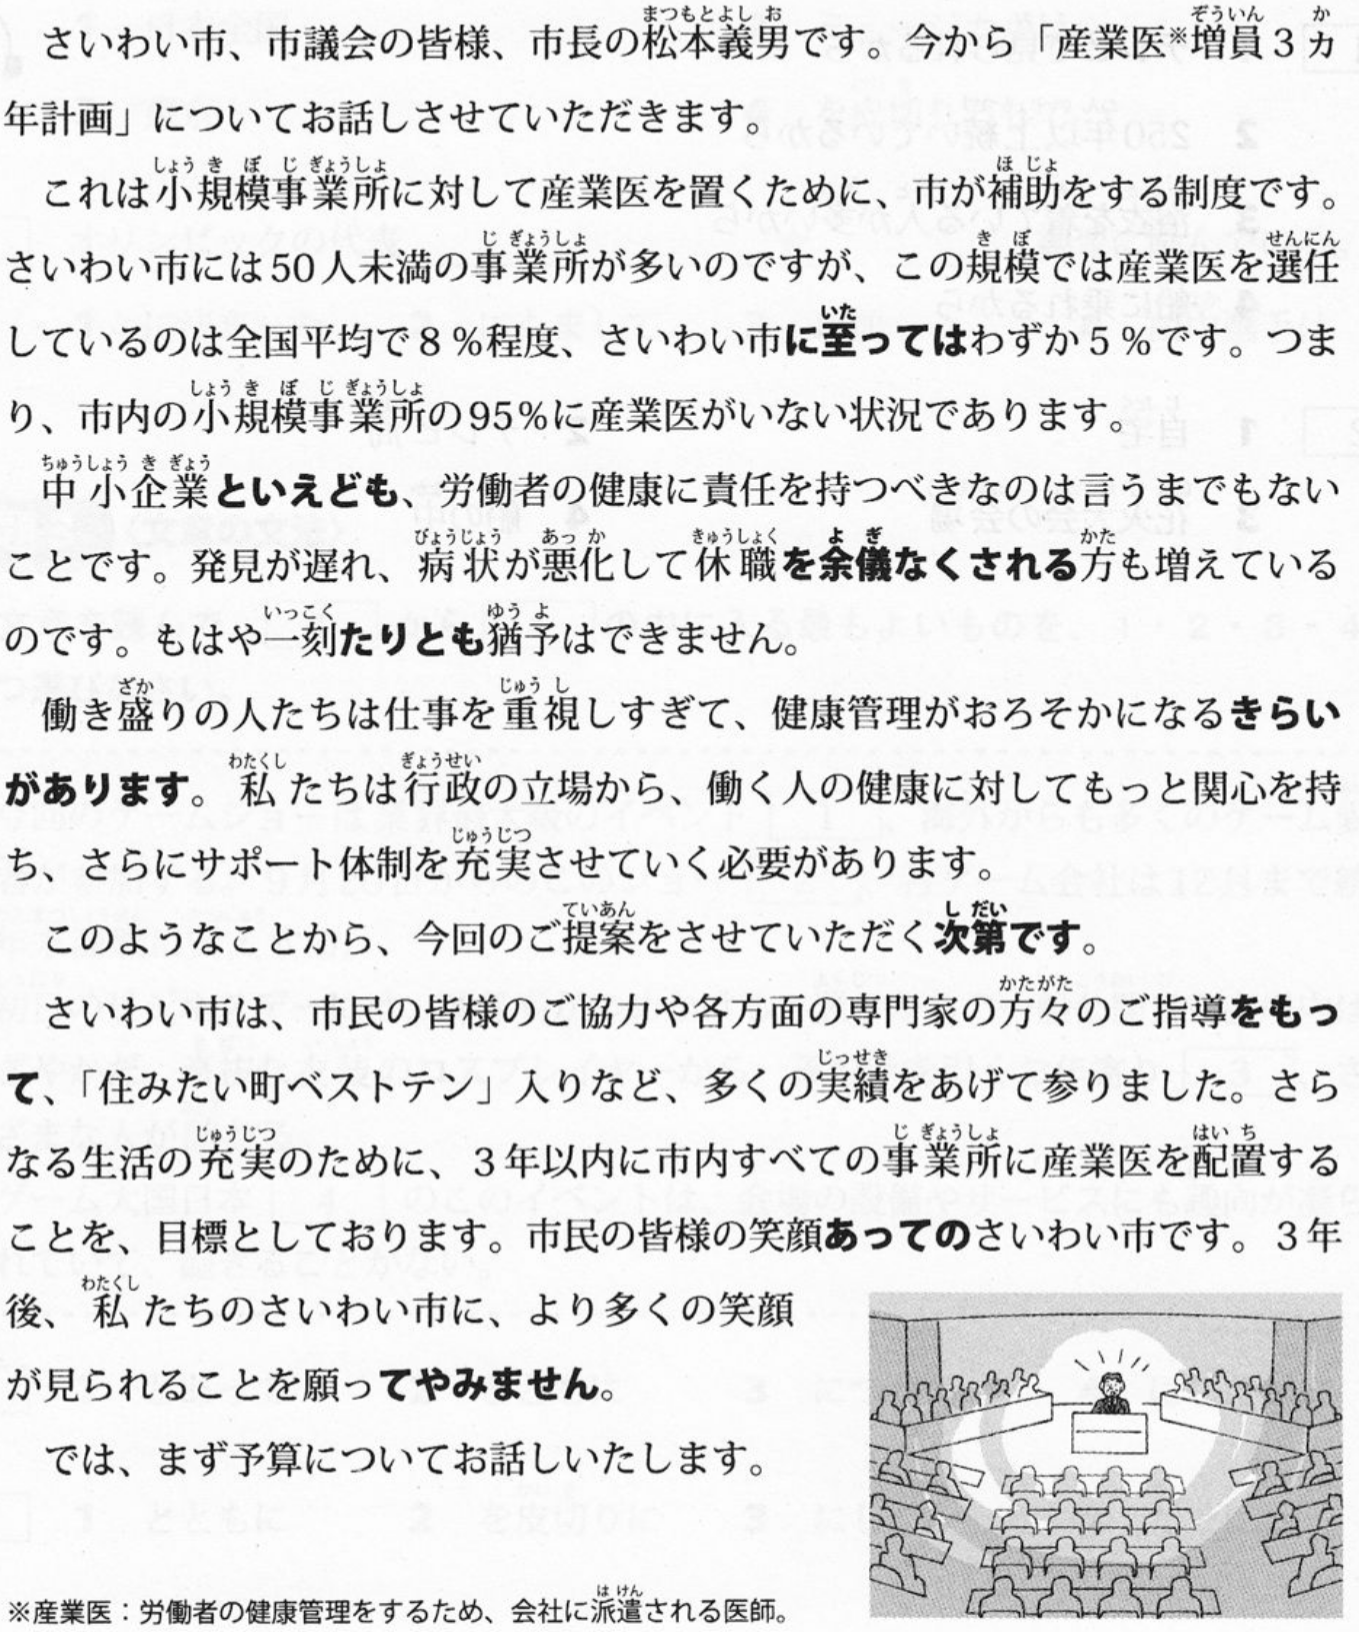 さいわい市、市議会の皆様、市長の松本義男です。今から「産業医※増員3カ
年計画」についてお話しさせていただきます。
これは小規模事業所に対して産業医を置くために、市が補助をする制度です。
さいわい市には50人未満の事業所が多いのですが、この規模では産業医を選任
しているのは全国平均で8%程度、さいわい市に至ってはわずか5%です。つま
り、市内の小規模事業所の95%に産業医がいない状況であります。
中小企業といえども、労働者の健康に責任を持つべきなのは言うまでもない
ことです。発見が遅れ、病状が悪化して休職を余儀なくされる方も増えている
のです。もはや一刻たりとも猶予はできません。
働き盛りの人たちは仕事を重視しすぎて、健康管理がおろそかになるきらい
があります。私たちは行政の立場から、働く人の健康に対してもっと関心を持
ち、さらにサポート体制を充実させていく必要があります。
このようなことから、今回のご提案をさせていただく次第です。
さいわい市は、市民の皆様のご協力や各方面の専門家の方々のご指導をもっ
て、「住みたい町ベストテン」入りなど、多くの実績をあげて参りました。さら
なる生活の充実のために、3年以内に市内すべての事業所に産業医を配置する
ことを、目標としております。市民の皆様の笑顔あってのさいわい市です。3年
後、私たちのさいわい市に、より多くの笑顔
が見られることを願ってやみません。
では、まず予算についてお話しいたします。
※産業医：労働者の健康管理をするため、会社に派遣される医師。